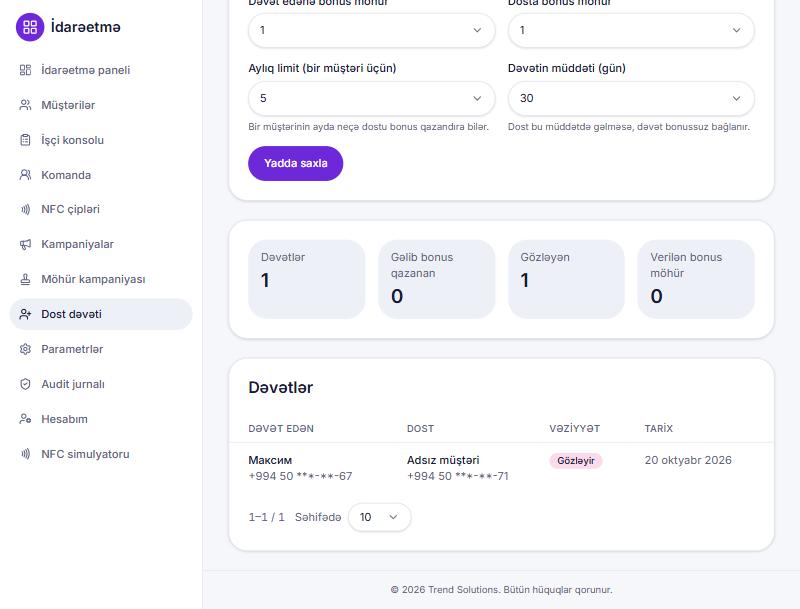 İdarəetmə
İdarəetmə paneli
Müştərilər
İşçi konsolu
Komanda
NFC çipləri
Kampaniyalar
Möhür kampaniyası
Dost dəvəti
Parametrlər
Audit jurnalı
Hesabım
NFC simulyatoru
Dəvət edənə bonus möhür
Dosta bonus möhür
1
1
Aylıq limit (bir müştəri üçün)
Dəvətin müddəti (gün)
5
30
Bir müştərinin ayda neçə dostu bonus qazandıra bilər.
Dost bu müddətdə gəlməsə, dəvət bonussuz bağlanır.
Yadda saxla
Dəvətlər
1
Gəlib bonus
qazanan
0
Gözləyən
1
Verilən bonus
möhür
0
Dəvətlər
DƏVƏT EDƏN DOST VƏZİYYƏT TARİX
Максим Adsız müştəri Gözləyir 20 oktyabr 2026
+994 50 ***-**-67 +994 50 ***-**-71
1–1 / 1 Səhifədə 10
© 2026 Trend Solutions. Bütün hüquqlar qorunur.